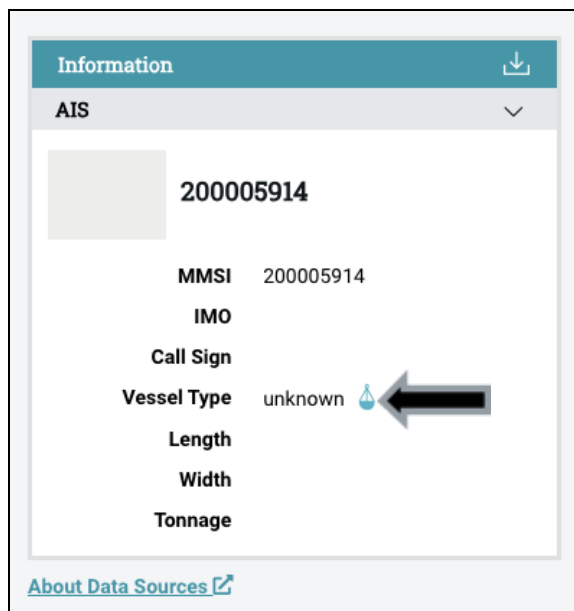 Information
AIS
200005914
MMSI 200005914
IMO
Call Sign
Vessel Type unknown
Length
Width
Tonnage
About Data Sources